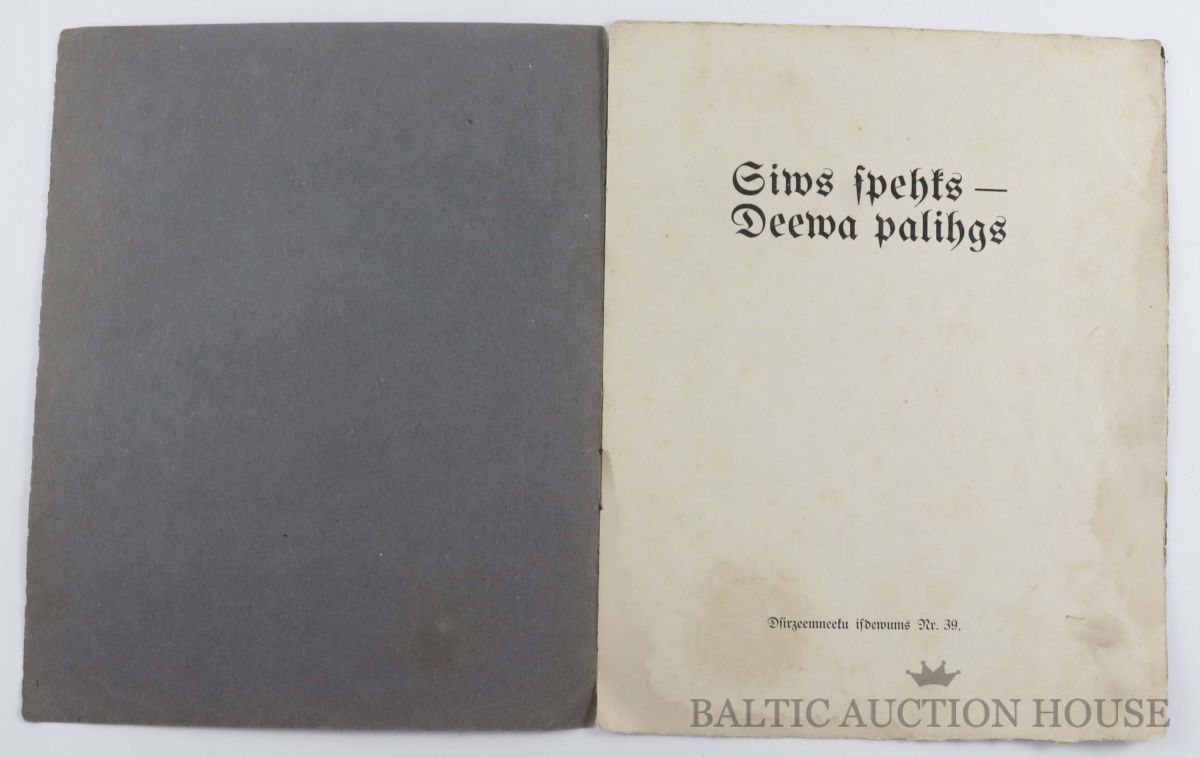 Siws ſpehks —
Deewa palihgs
Dſirzeemneeku iſdewums Nr. 39.
BALTIC AUCTION HOUSE